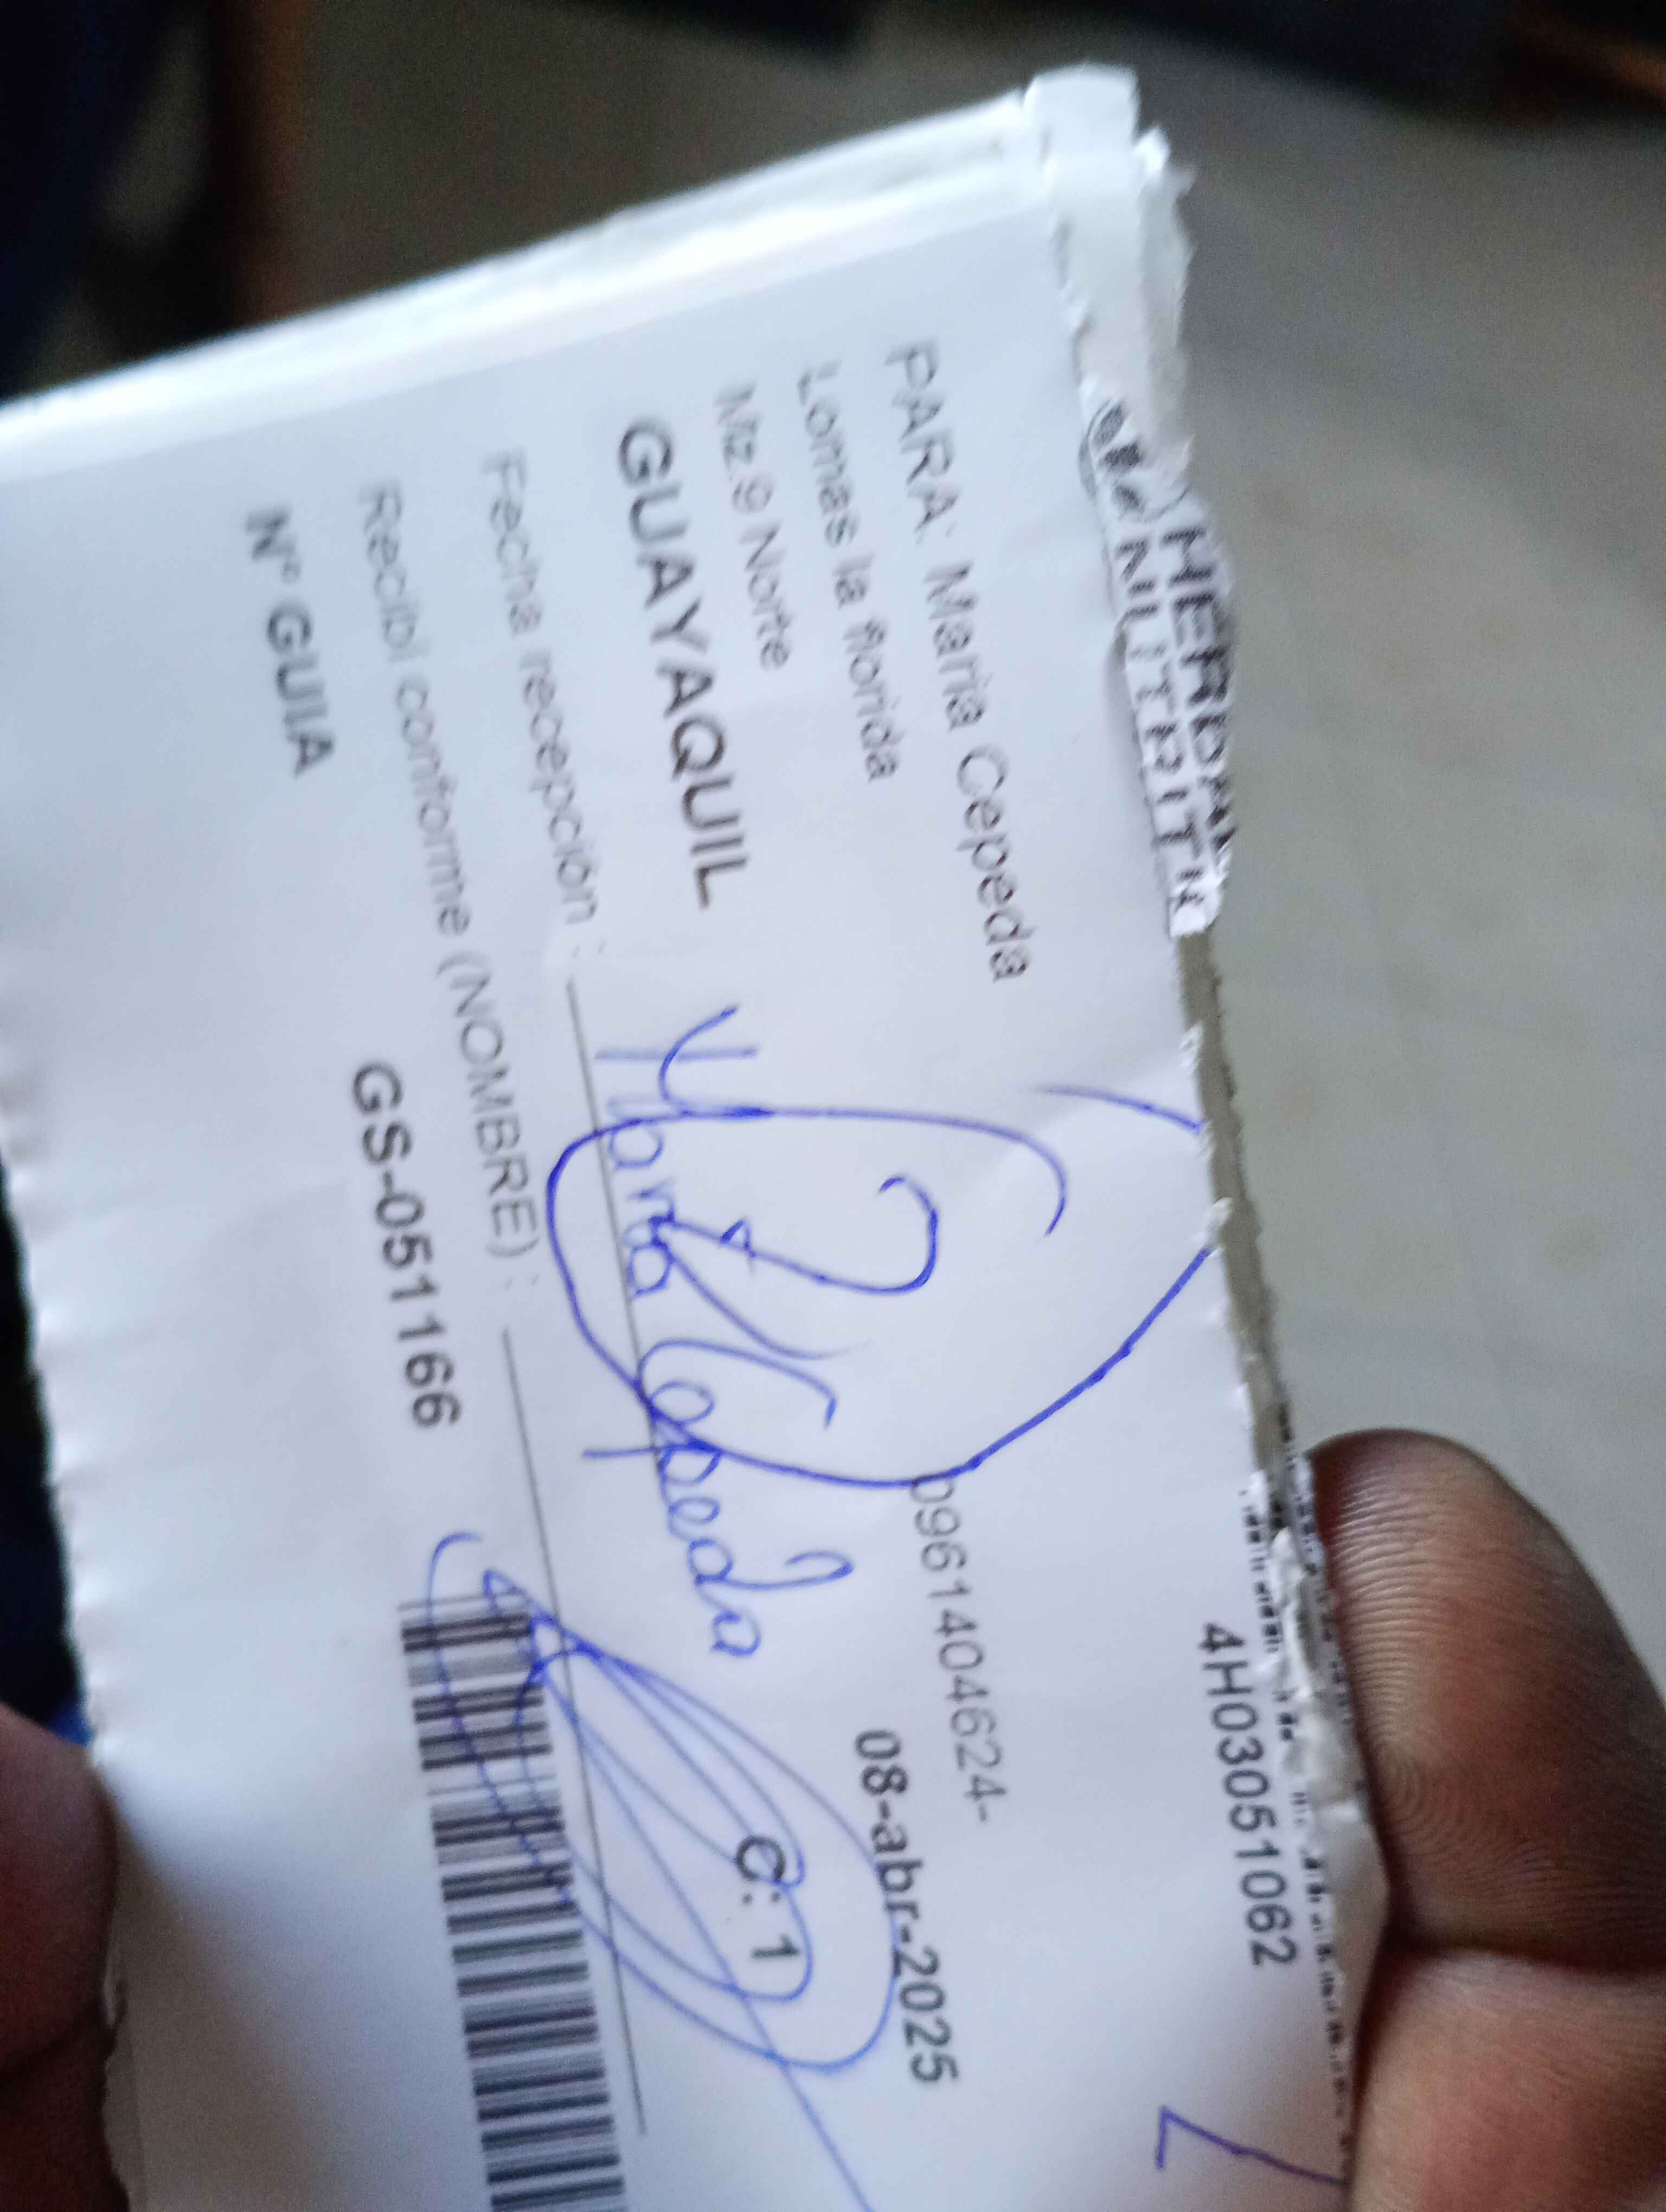 HERBAL
NUTRITI
4H03051062
PARA: Maria Cepeda
Lomas la florida
0961404624-
Mz 9 Norte
08-abr-2025
GUAYAQUIL
C: 1
Maria Cepeda
Fecha recepción :
Recibí conforme (NOMBRE) :
N° GUIA
GS-051166